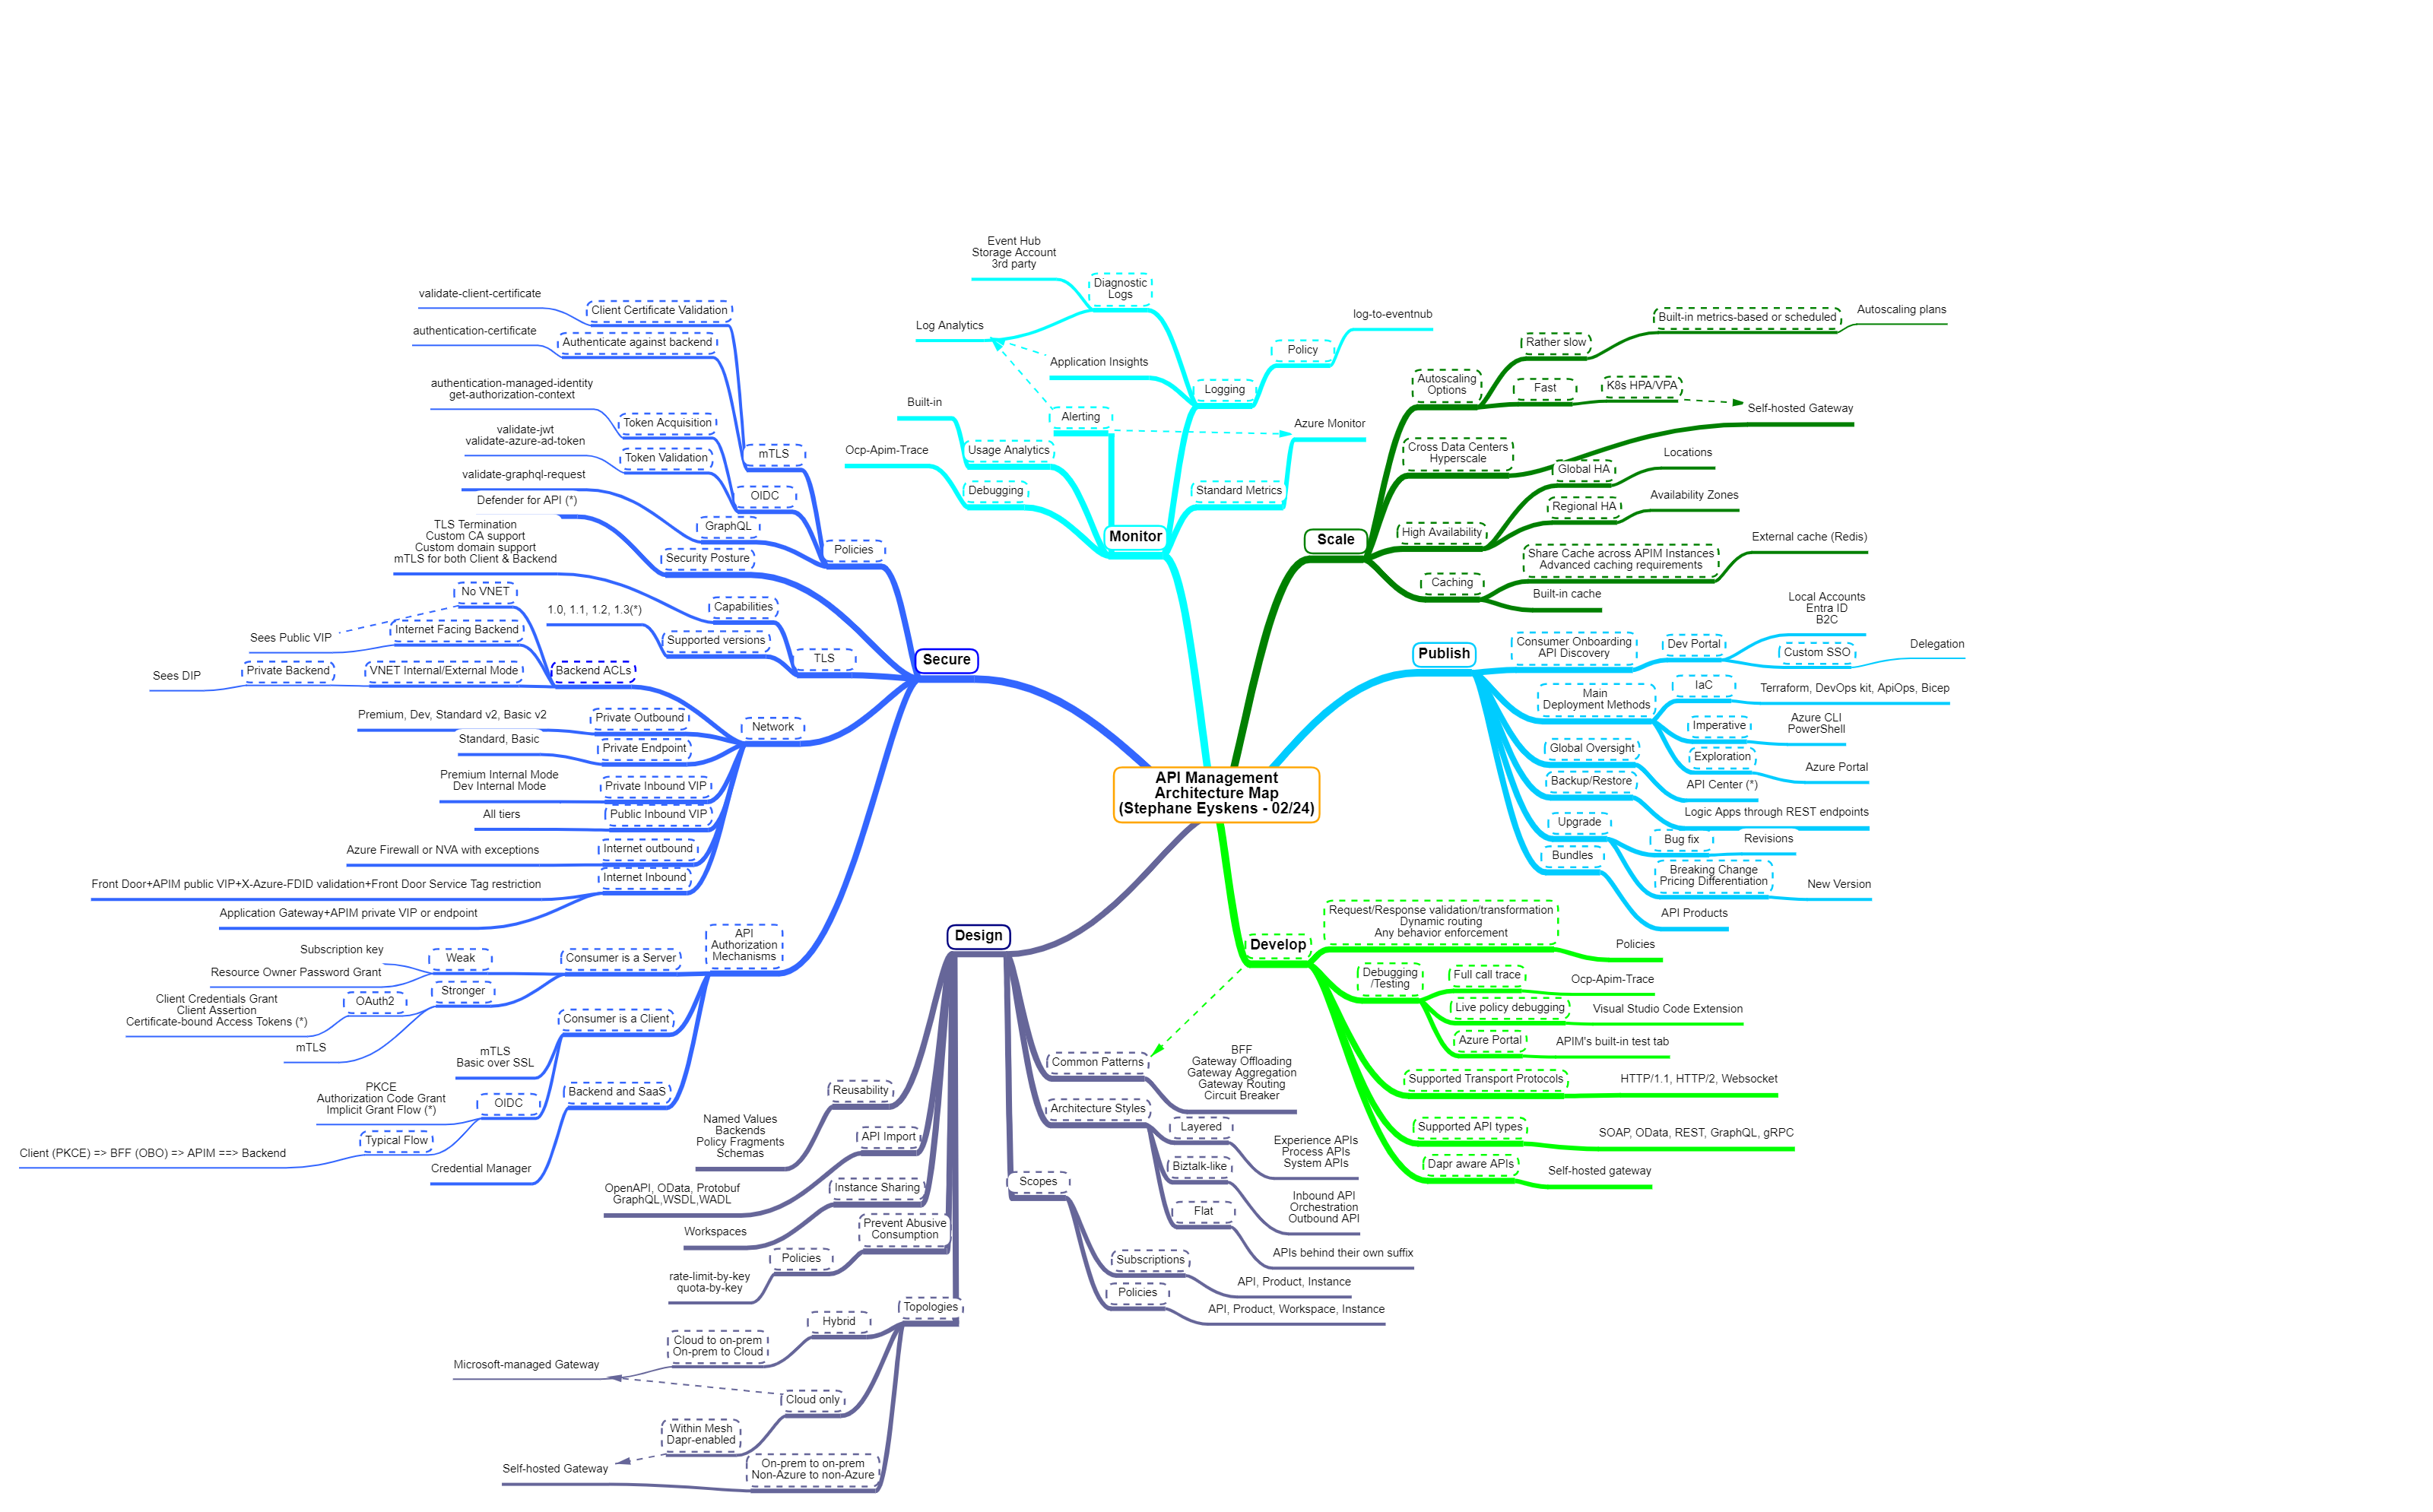 API Management
Architecture Map
(Stephane Eyskens - 02/24)
Monitor
Logging
Diagnostic
Logs
Event Hub
Storage Account
3rd party
Log Analytics
Application Insights
Policy
log-to-eventnub
Alerting
Azure Monitor
Standard Metrics
Usage Analytics
Built-in
Debugging
Ocp-Apim-Trace
Scale
Autoscaling
Options
Rather slow
Built-in metrics-based or scheduled
Autoscaling plans
Fast
K8s HPA/VPA
Self-hosted Gateway
Cross Data Centers
Hyperscale
High Availability
Global HA
Locations
Regional HA
Availability Zones
Caching
Share Cache across APIM Instances
Advanced caching requirements
External cache (Redis)
Built-in cache
Publish
Consumer Onboarding
API Discovery
Dev Portal
Local Accounts
Entra ID
B2C
Custom SSO
Delegation
Main
Deployment Methods
IaC
Terraform, DevOps kit, ApiOps, Bicep
Imperative
Azure CLI
PowerShell
Exploration
Azure Portal
Global Oversight
API Center (*)
Backup/Restore
Logic Apps through REST endpoints
Upgrade
Bug fix
Revisions
Breaking Change
Pricing Differentiation
New Version
Bundles
API Products
Develop
Request/Response validation/transformation
Dynamic routing
Any behavior enforcement
Policies
Debugging
/Testing
Full call trace
Ocp-Apim-Trace
Live policy debugging
Visual Studio Code Extension
Azure Portal
APIM's built-in test tab
Supported Transport Protocols
HTTP/1.1, HTTP/2, Websocket
Supported API types
SOAP, OData, REST, GraphQL, gRPC
Dapr aware APIs
Self-hosted gateway
Design
Common Patterns
BFF
Gateway Offloading
Gateway Aggregation
Gateway Routing
Circuit Breaker
Architecture Styles
Layered
Experience APIs
Process APIs
System APIs
Biztalk-like
Inbound API
Orchestration
Outbound API
Flat
APIs behind their own suffix
Scopes
Subscriptions
API, Product, Instance
Policies
API, Product, Workspace, Instance
Reusability
Named Values
Backends
Policy Fragments
Schemas
API Import
OpenAPI, OData, Protobuf
GraphQL,WSDL,WADL
Instance Sharing
Workspaces
Prevent Abusive
Consumption
Policies
rate-limit-by-key
quota-by-key
Topologies
Hybrid
Cloud to on-prem
On-prem to Cloud
Microsoft-managed Gateway
Cloud only
Within Mesh
Dapr-enabled
Self-hosted Gateway
On-prem to on-prem
Non-Azure to non-Azure
Secure
Policies
mTLS
Client Certificate Validation
validate-client-certificate
Authenticate against backend
authentication-certificate
OIDC
Token Acquisition
authentication-managed-identity
get-authorization-context
Token Validation
validate-jwt
validate-azure-ad-token
GraphQL
validate-graphql-request
Security Posture
Defender for API (*)
TLS
Capabilities
TLS Termination
Custom CA support
Custom domain support
mTLS for both Client & Backend
Supported versions
1.0, 1.1, 1.2, 1.3(*)
Network
Backend ACLs
No VNET
Internet Facing Backend
Sees Public VIP
VNET Internal/External Mode
Private Backend
Sees DIP
Private Outbound
Premium, Dev, Standard v2, Basic v2
Private Endpoint
Standard, Basic
Private Inbound VIP
Premium Internal Mode
Dev Internal Mode
Public Inbound VIP
All tiers
Internet outbound
Azure Firewall or NVA with exceptions
Internet Inbound
Front Door+APIM public VIP+X-Azure-FDID validation+Front Door Service Tag restriction
Application Gateway+APIM private VIP or endpoint
API
Authorization
Mechanisms
Consumer is a Server
Weak
Subscription key
Resource Owner Password Grant
Stronger
OAuth2
Client Credentials Grant
Client Assertion
Certificate-bound Access Tokens (*)
mTLS
Consumer is a Client
mTLS
Basic over SSL
OIDC
PKCE
Authorization Code Grant
Implicit Grant Flow (*)
Typical Flow
Client (PKCE) => BFF (OBO) => APIM ==> Backend
Backend and SaaS
Credential Manager